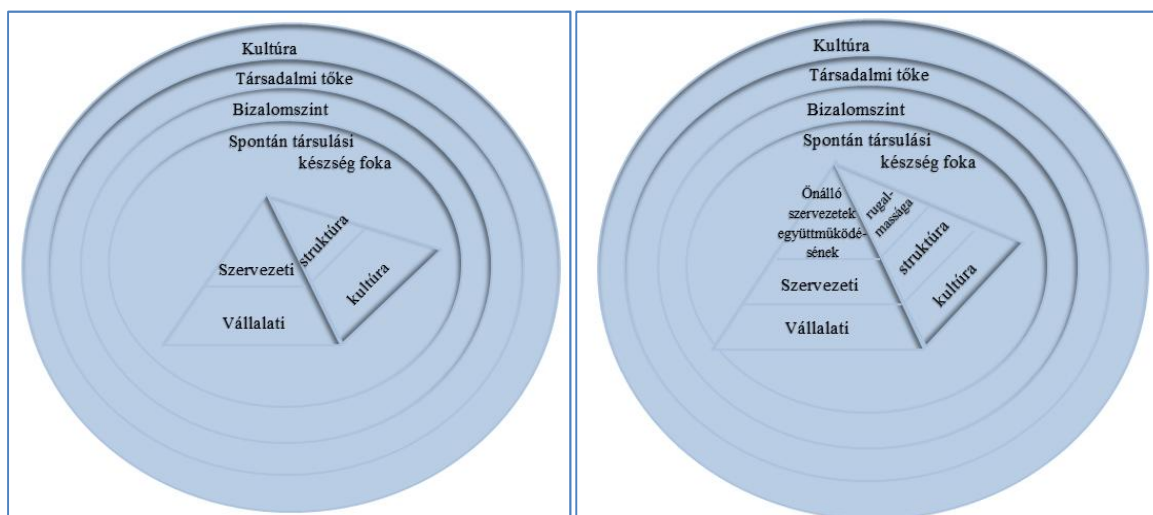 Kultúra
Társadalmi tőke
Bizalomszint
Spontán társulási
készség foka
struktúra
Szervezeti
kultúra
Vállalati
Kultúra
Társadalmi tőke
Bizalomszint
Spontán társulási
készség foka
Őnálló
szervezetek
együttműködé-
sének
rugal-
massága
struktúra
Szervezeti
kultúra
Vállalati